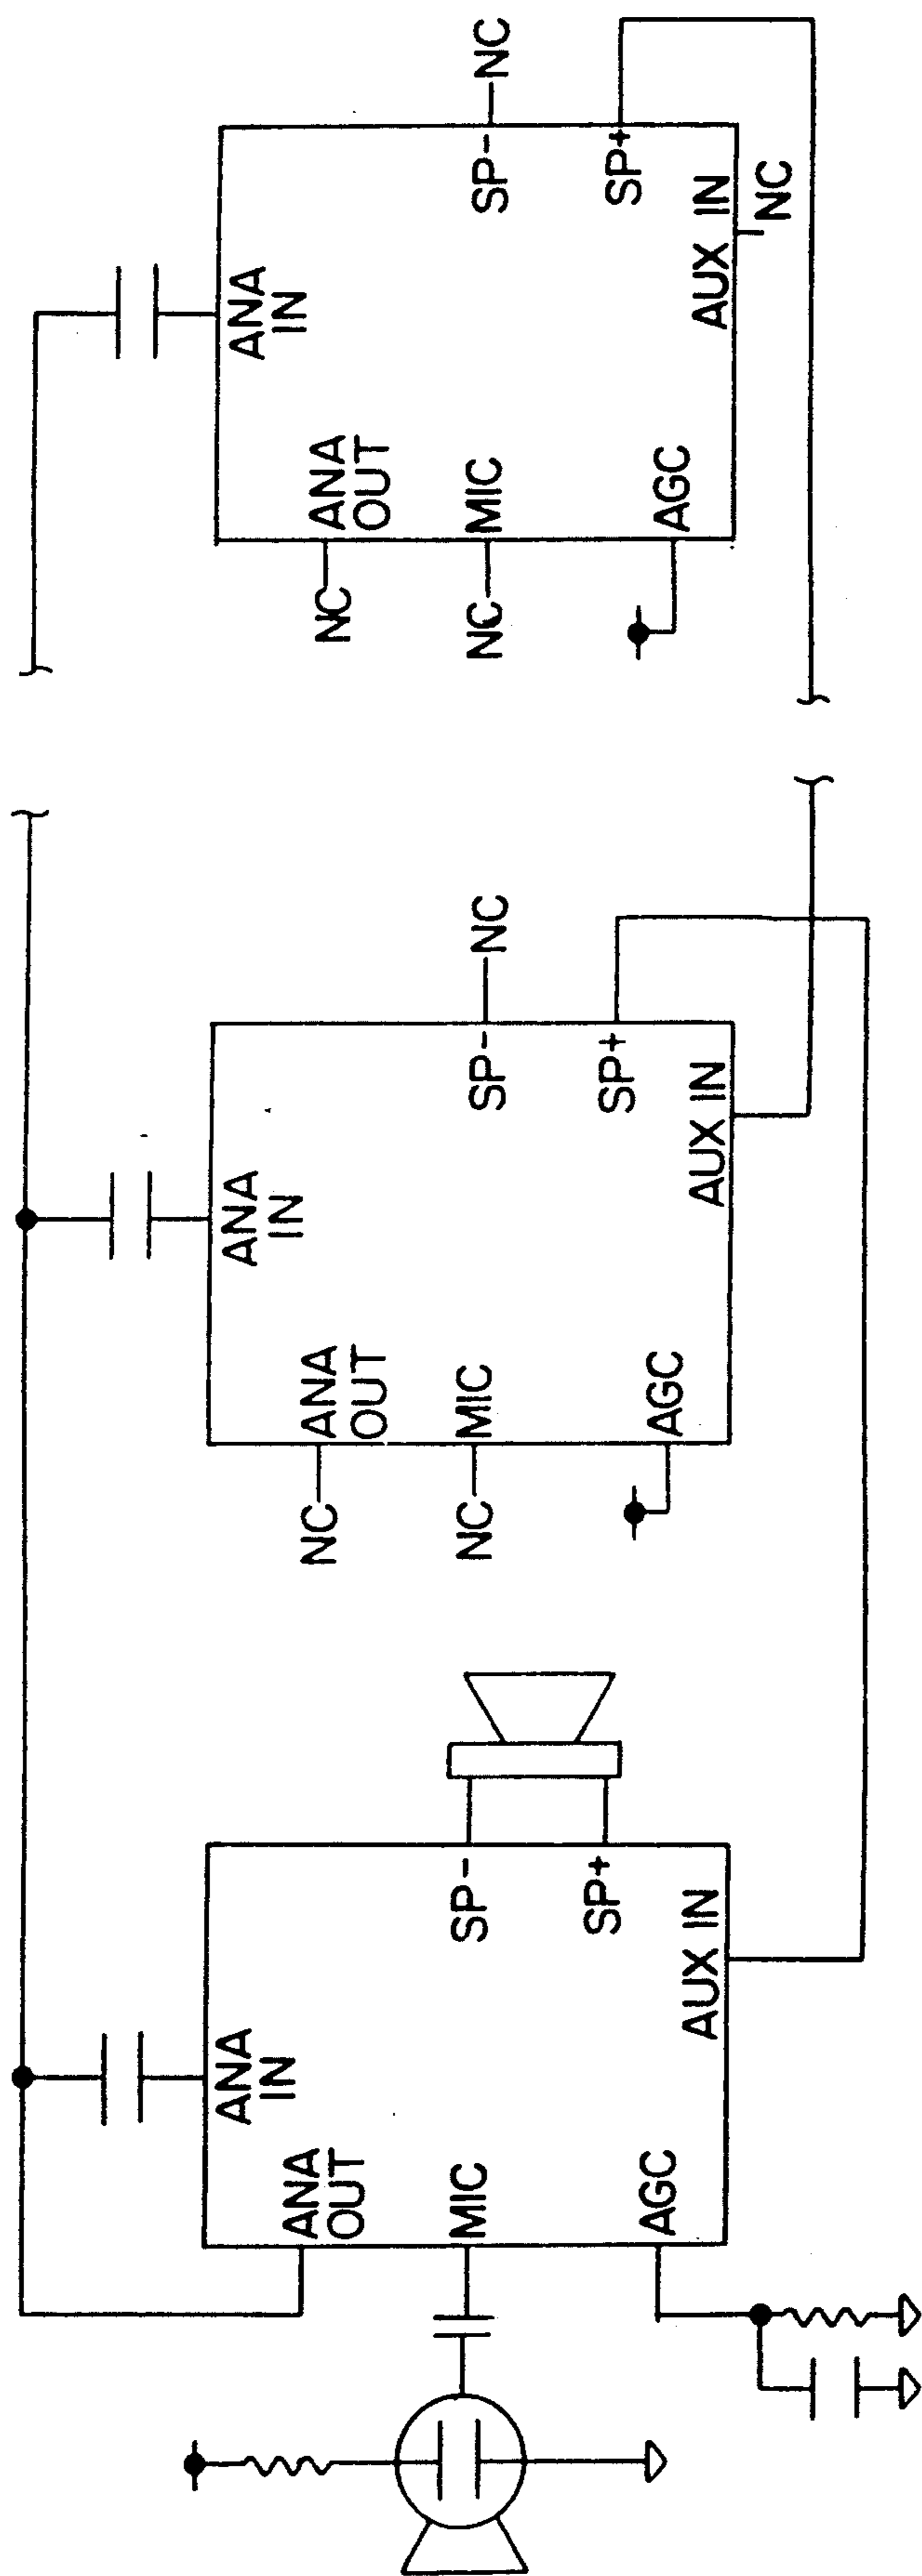 ANA
OUT
ANA
IN
MIC
AGC
SP-
SP+
AUX IN
NC
ANA
OUT
ANA
IN
NC
MIC
AGC
SP-
NC
SP+
AUX IN
NC
ANA
OUT
ANA
IN
NC
MIC
AGC
SP-
NC
SP+
AUX IN
NC